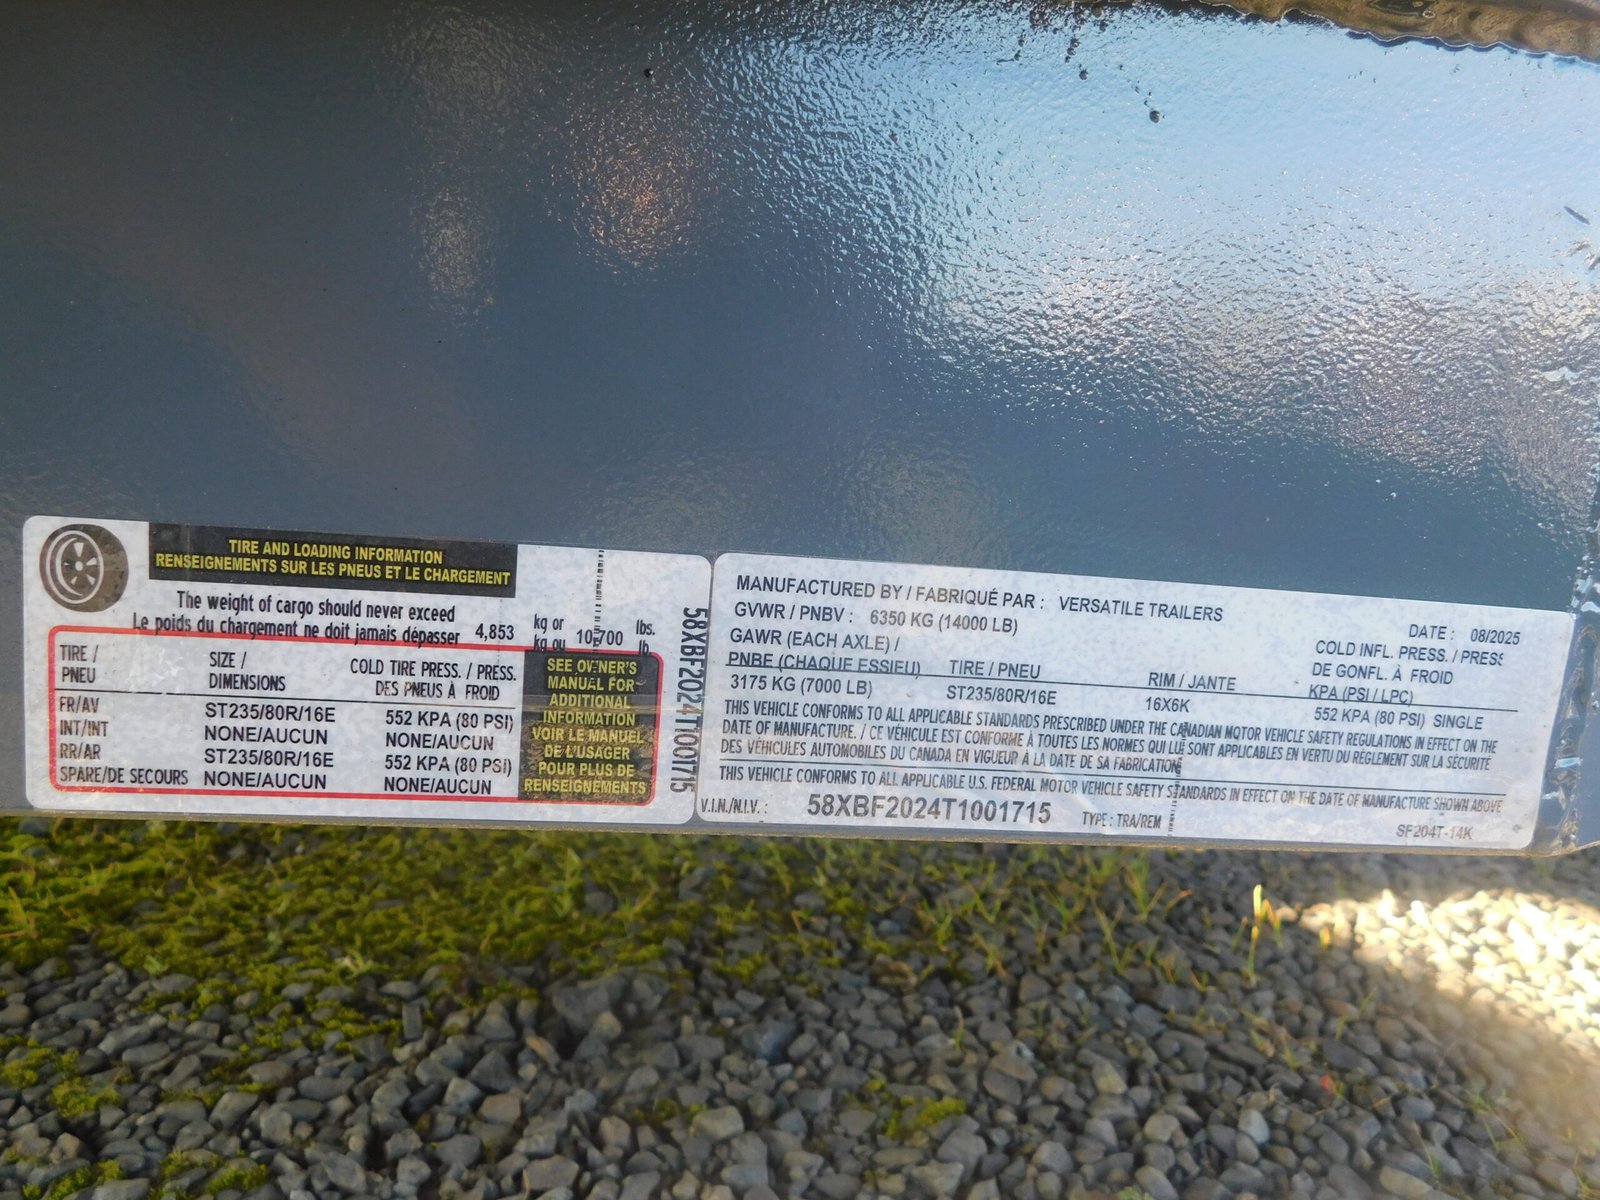 TIRE AND LOADING INFORMATION
RENSEIGNEMENTS SUR LES PNEUS ET LE CHARGEMENT
The weight of cargo should never exceed
Le poids du chargement ne doit jamais dépasser
4,853
kg or
kg ou
10,700
lbs.
lb.
TIRE /
PNEU
SIZE /
DIMENSIONS
COLD TIRE PRESS. / PRESS.
DES PNEUS À FROID
FR/AV ST235/80R/16E 552 KPA (80 PSI)
INT/INT NONE/AUCUN NONE/AUCUN
RR/AR ST235/80R/16E 552 KPA (80 PSI)
SPARE/DE SECOURS NONE/AUCUN NONE/AUCUN
SEE OWNER'S
MANUAL FOR
ADDITIONAL
INFORMATION
VOIR LE MANUEL
DE L'USAGER
POUR PLUS DE
RENSEIGNEMENTS
58XBF2024T1001715
MANUFACTURED BY / FABRIQUÉ PAR : VERSATILE TRAILERS
GVWR / PNBV : 6350 KG (14000 LB)
DATE : 08/2025
GAWR (EACH AXLE) /
PNBE (CHAQUE ESSIEU)
TIRE / PNEU
RIM / JANTE
COLD INFL. PRESS. / PRESS
DE GONFL. À FROID
KPA (PSI / LPC)
3175 KG (7000 LB) ST235/80R/16E 16X6K 552 KPA (80 PSI) SINGLE
THIS VEHICLE CONFORMS TO ALL APPLICABLE STANDARDS PRESCRIBED UNDER THE CANADIAN MOTOR VEHICLE SAFETY REGULATIONS IN EFFECT ON THE
DATE OF MANUFACTURE. / CE VÉHICULE EST CONFORME À TOUTES LES NORMES QUI LUI SONT APPLICABLES EN VERTU DU RÈGLEMENT SUR LA SÉCURITÉ
DES VÉHICULES AUTOMOBILES DU CANADA EN VIGUEUR À LA DATE DE SA FABRICATION
THIS VEHICLE CONFORMS TO ALL APPLICABLE U.S. FEDERAL MOTOR VEHICLE SAFETY STANDARDS IN EFFECT ON THE DATE OF MANUFACTURE SHOWN ABOVE
V.I.N./N.I.V. : 58XBF2024T1001715 TYPE : TRA/REM
SF204T-14K